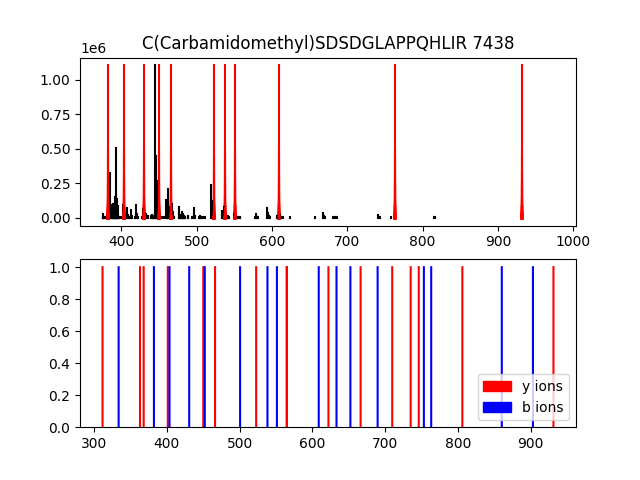 C(Carbamidomethyl)SDSDGLAPPQHLIR 7438
1e6
1.00
0.75
0.50
0.25
0.00
400 500 600 700 800 900 1000
1.0
0.8
0.6
0.4
0.2
0.0
y ions
b ions
300 400 500 600 700 800 900